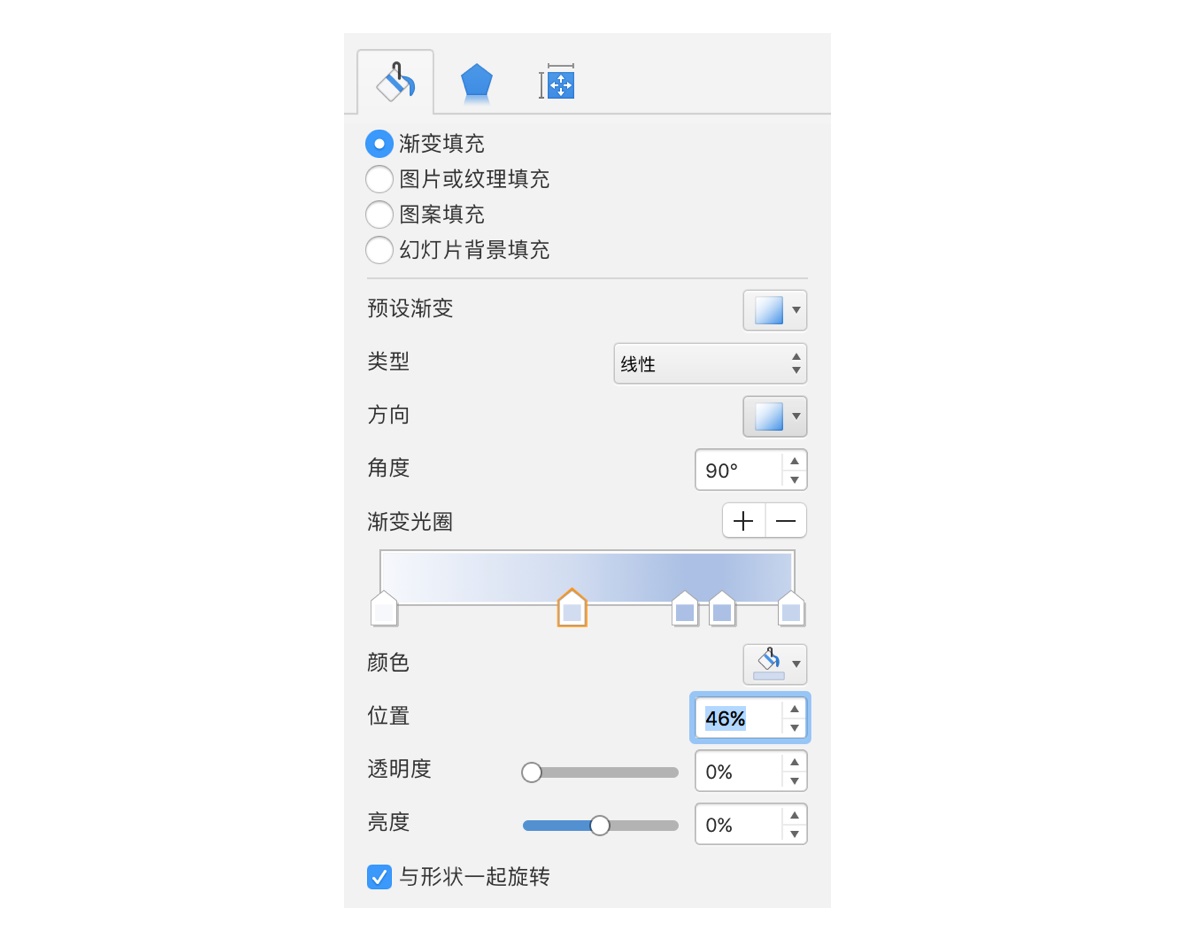 渐变填充
图片或纹理填充
图案填充
幻灯片背景填充
预设渐变
类型 线性
方向
角度 90°
渐变光圈
颜色
位置 46%
透明度 0%
亮度 0%
与形状一起旋转